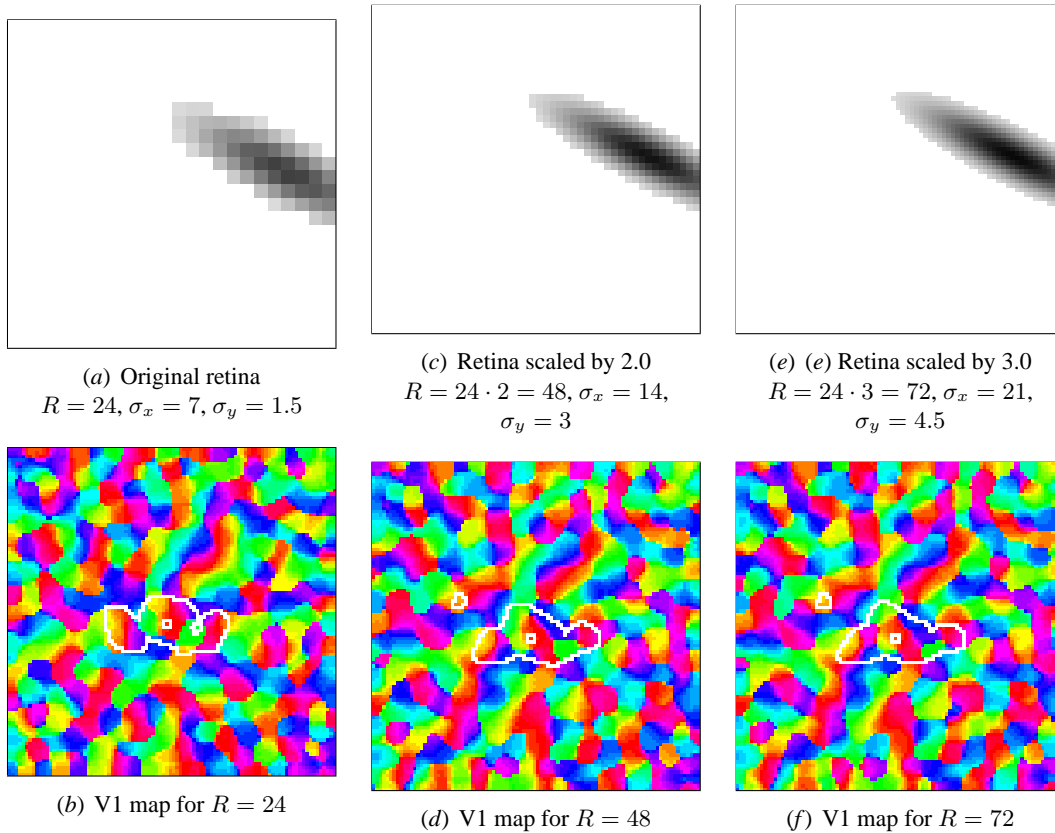 (a) Original retina
R = 24, σx = 7, σy = 1.5
(c) Retina scaled by 2.0
R = 24 · 2 = 48, σx = 14,
σy = 3
(e) (e) Retina scaled by 3.0
R = 24 · 3 = 72, σx = 21,
σy = 4.5
(b) V1 map for R = 24
(d) V1 map for R = 48
(f) V1 map for R = 72